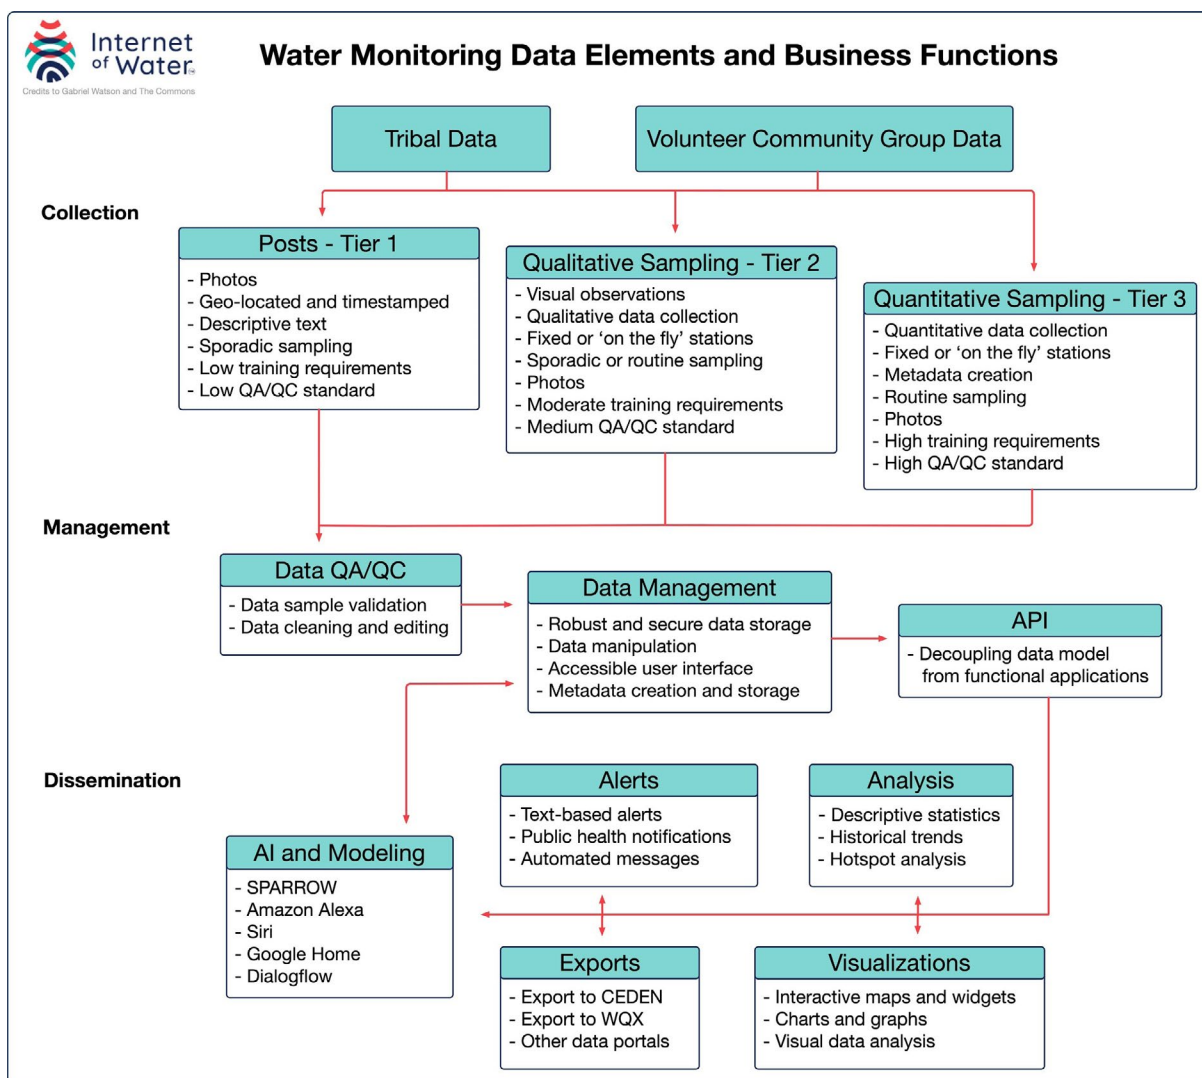 Internet
of Water™
Credits to Gabriel Watson and The Commons
Water Monitoring Data Elements and Business Functions
Tribal Data
Volunteer Community Group Data
Collection
Posts - Tier 1
- Photos
- Geo-located and timestamped
- Descriptive text
- Sporadic sampling
- Low training requirements
- Low QA/QC standard
Qualitative Sampling - Tier 2
- Visual observations
- Qualitative data collection
- Fixed or ‘on the fly’ stations
- Sporadic or routine sampling
- Photos
- Moderate training requirements
- Medium QA/QC standard
Quantitative Sampling - Tier 3
- Quantitative data collection
- Fixed or ‘on the fly’ stations
- Metadata creation
- Routine sampling
- Photos
- High training requirements
- High QA/QC standard
Management
Data QA/QC
- Data sample validation
- Data cleaning and editing
Data Management
- Robust and secure data storage
- Data manipulation
- Accessible user interface
- Metadata creation and storage
API
- Decoupling data model
from functional applications
Dissemination
Alerts
- Text-based alerts
- Public health notifications
- Automated messages
Analysis
- Descriptive statistics
- Historical trends
- Hotspot analysis
AI and Modeling
- SPARROW
- Amazon Alexa
- Siri
- Google Home
- Dialogflow
Exports
- Export to CEDEN
- Export to WQX
- Other data portals
Visualizations
- Interactive maps and widgets
- Charts and graphs
- Visual data analysis